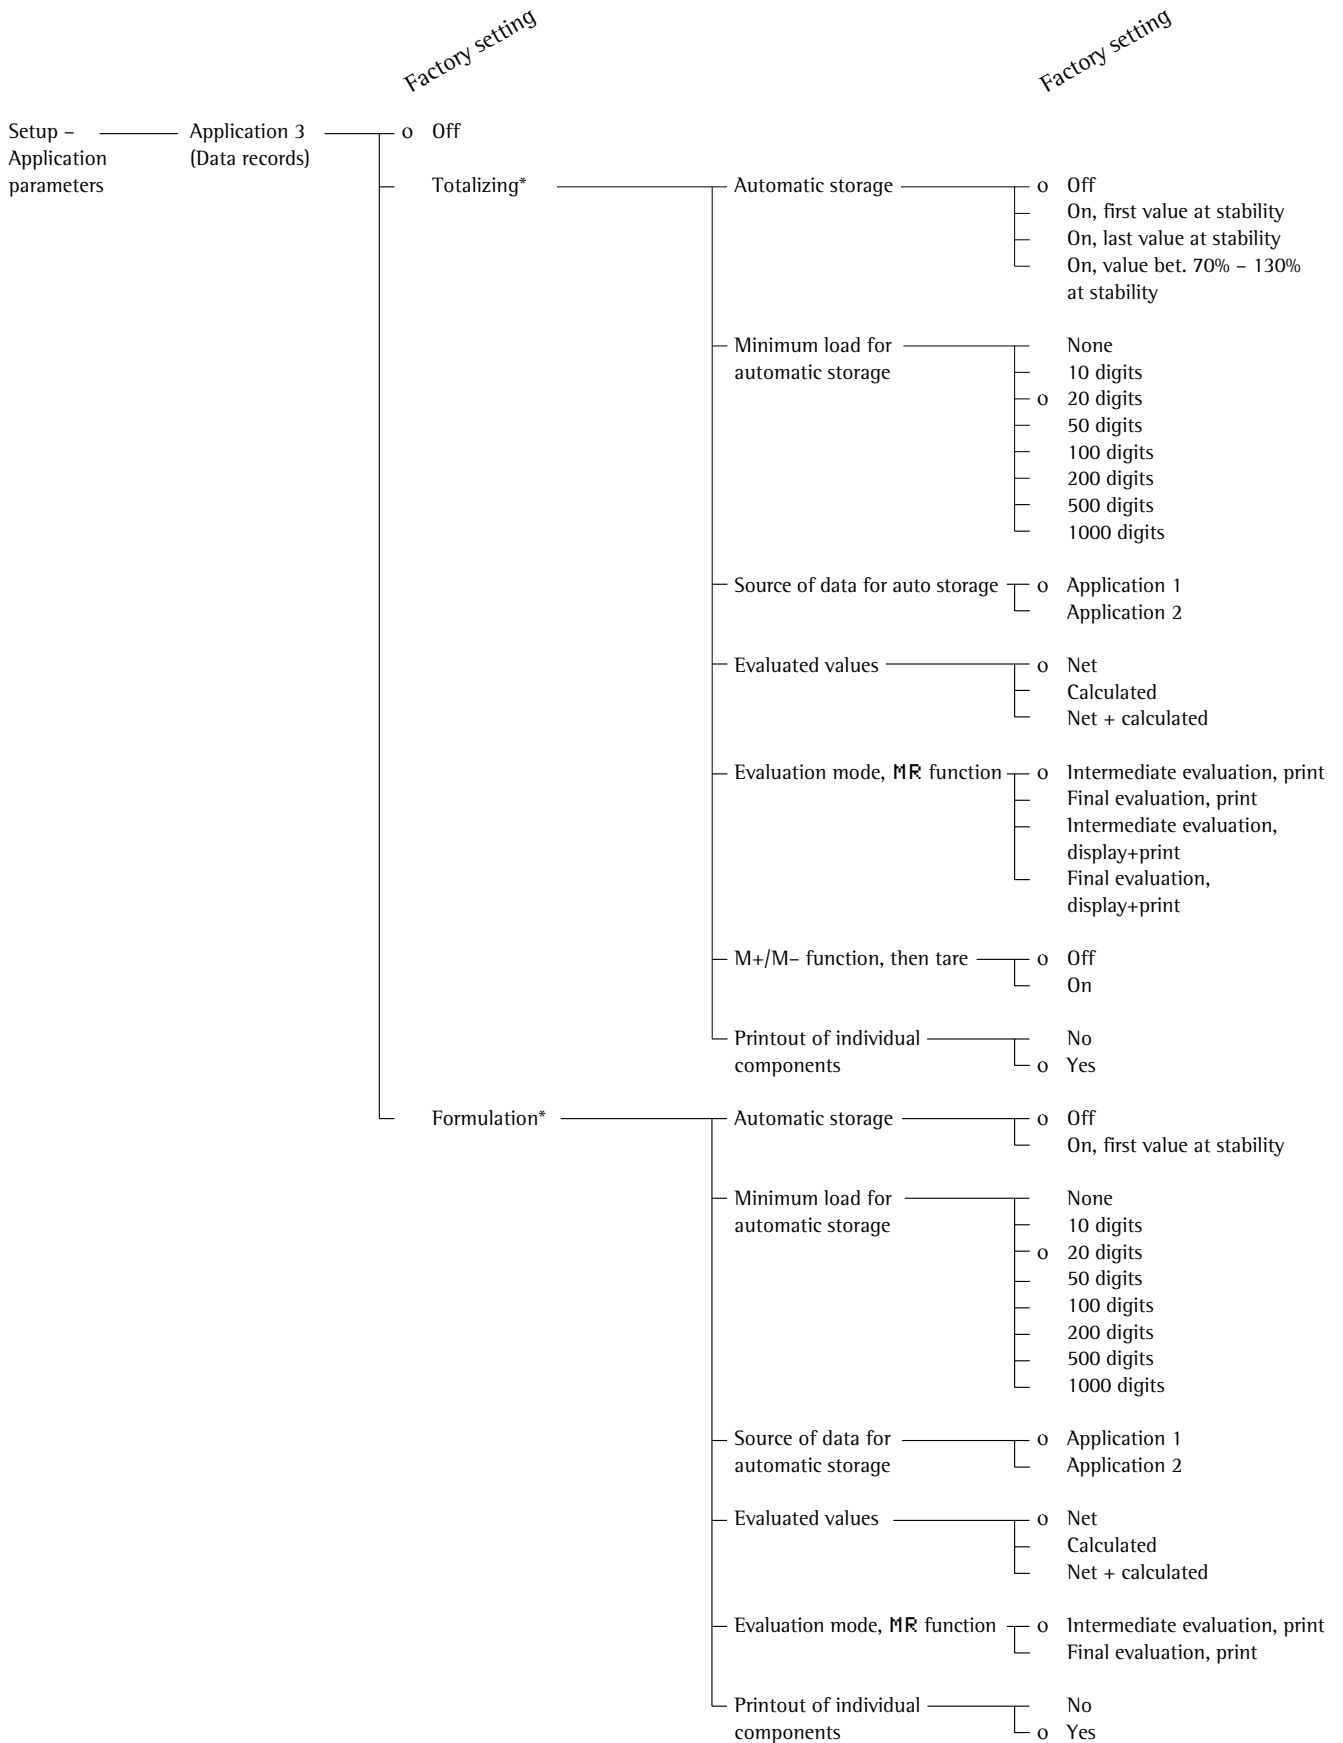 Factory setting
Factory setting
Setup –
Application
parameters
Application 3
(Data records)
o Off
Totalizing*
Automatic storage
o Off
On, first value at stability
On, last value at stability
On, value bet. 70% – 130%
at stability
Minimum load for
automatic storage
None
10 digits
o 20 digits
50 digits
100 digits
200 digits
500 digits
1000 digits
Source of data for auto storage
o Application 1
Application 2
Evaluated values
o Net
Calculated
Net + calculated
Evaluation mode, MR function
o Intermediate evaluation, print
Final evaluation, print
Intermediate evaluation,
display+print
Final evaluation,
display+print
M+/M– function, then tare
o Off
On
Printout of individual
components
No
o Yes
Formulation*
Automatic storage
o Off
On, first value at stability
Minimum load for
automatic storage
None
10 digits
o 20 digits
50 digits
100 digits
200 digits
500 digits
1000 digits
Source of data for
automatic storage
o Application 1
Application 2
Evaluated values
o Net
Calculated
Net + calculated
Evaluation mode, MR function
o Intermediate evaluation, print
Final evaluation, print
Printout of individual
components
No
o Yes